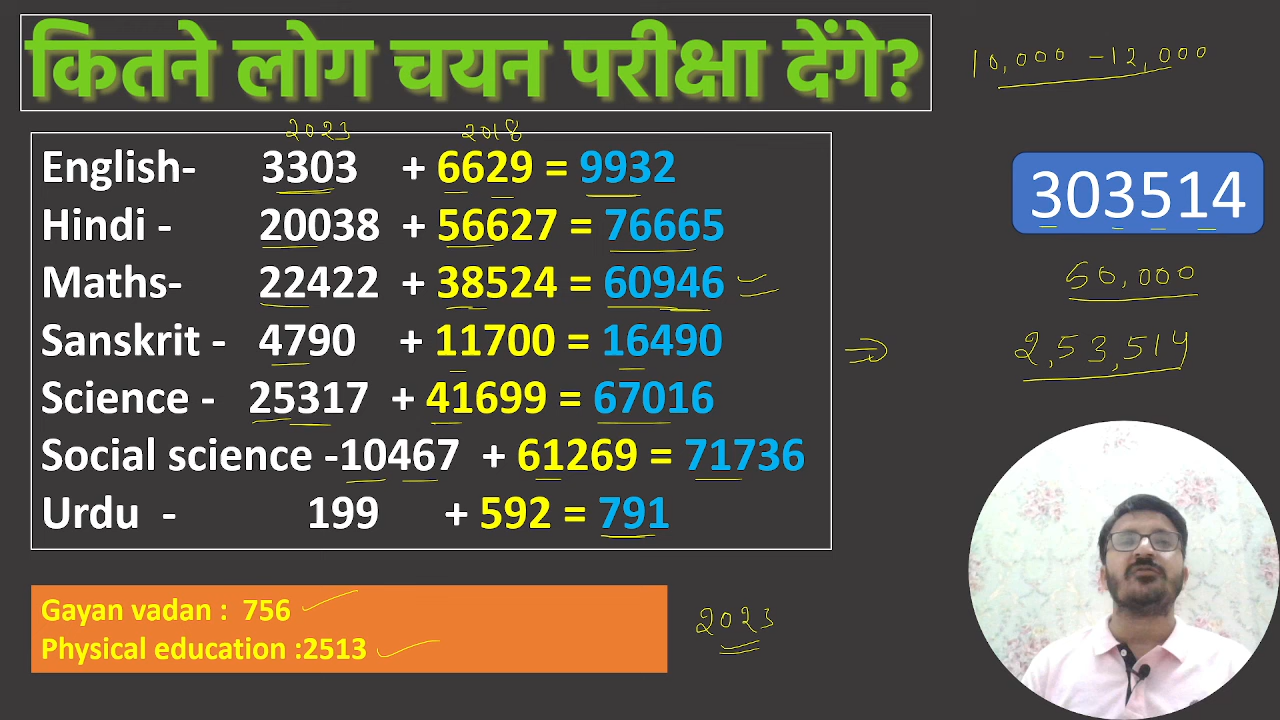 कितने लोग चयन परीक्षा देंगे?
10,000 -12,000
2023 2018
English- 3303 + 6629 = 9932
Hindi - 20038 + 56627 = 76665
Maths- 22422 + 38524 = 60946
Sanskrit - 4790 + 11700 = 16490
Science - 25317 + 41699 = 67016
Social science -10467 + 61269 = 71736
Urdu - 199 + 592 = 791
303514
50,000
2,53,514
Gayan vadan : 756
Physical education :2513
2023